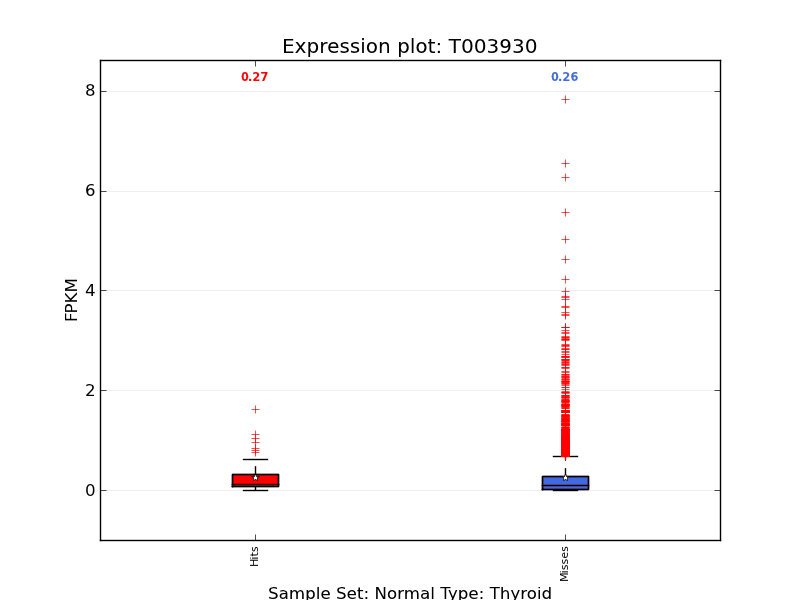 Expression plot: T003930
0.27
0.26
8
6
4
2
0
FPKM
Hits
Misses
Sample Set: Normal Type: Thyroid